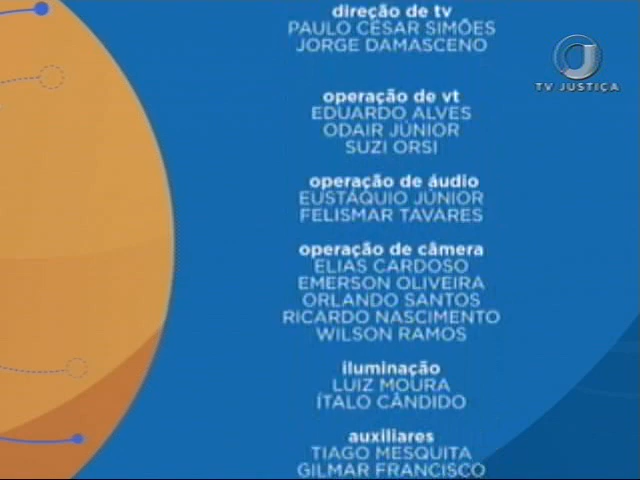 direção de tv
PAULO CÉSAR SIMÕES
JORGE DAMASCENO
TV JUSTIÇA
operação de vt
EDUARDO ALVES
ODAIR JÚNIOR
SUZI ORSI
operação de áudio
EUSTÁQUIO JÚNIOR
FELISMAR TAVARES
operação de câmera
ELIAS CARDOSO
EMERSON OLIVEIRA
ORLANDO SANTOS
RICARDO NASCIMENTO
WILSON RAMOS
iluminação
LUIZ MOURA
ÍTALO CÂNDIDO
auxiliares
TIAGO MESQUITA
GILMAR FRANCISCO